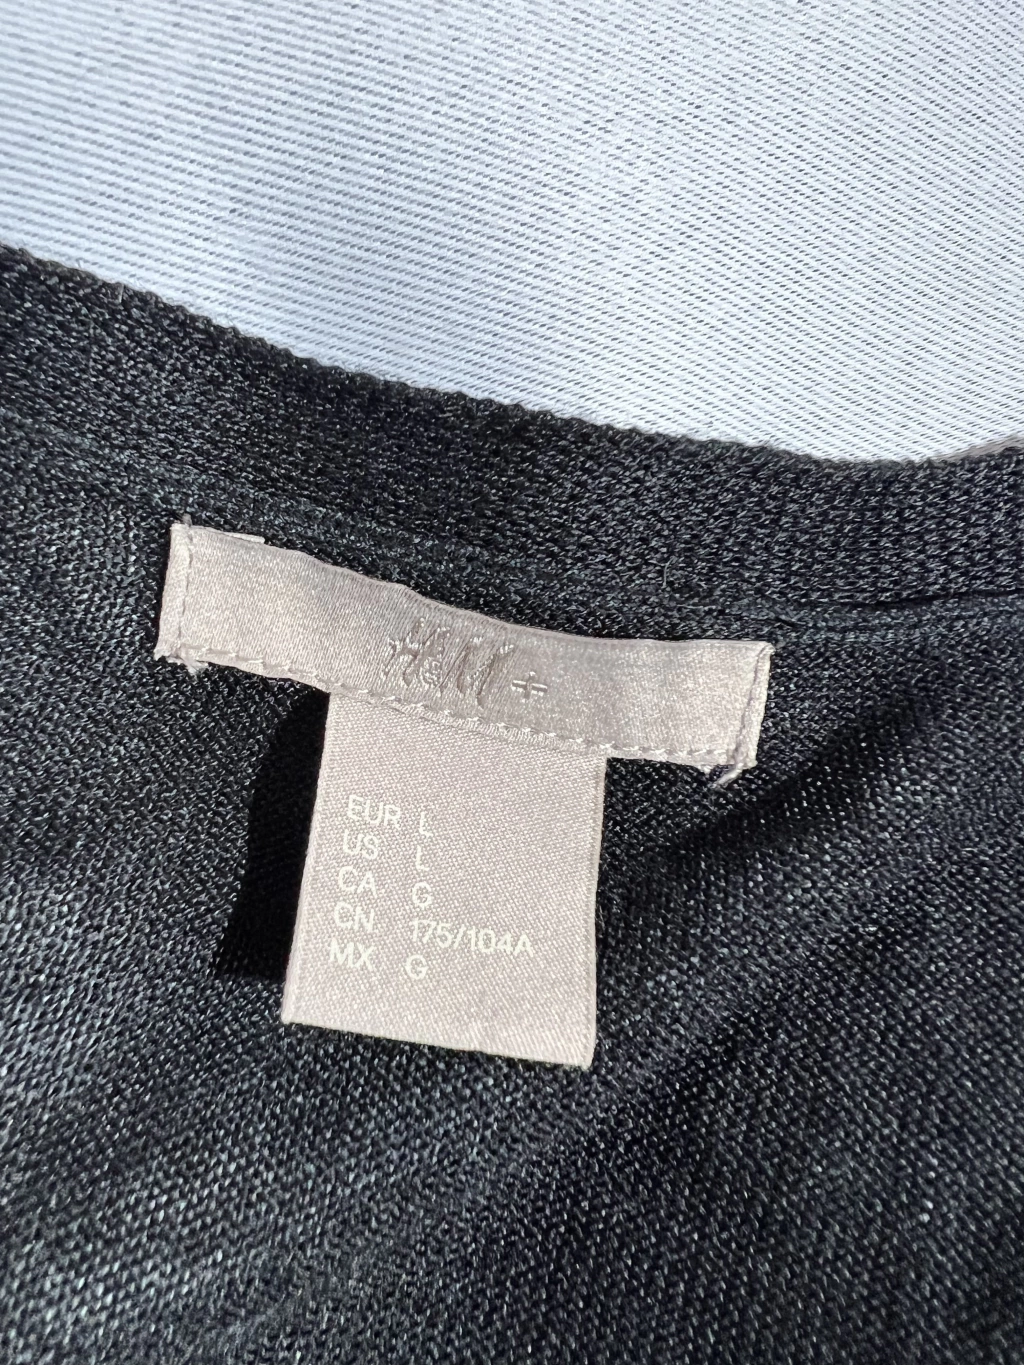 H&M +
EUR L
US L
CA G
CN 175/104A
MX G